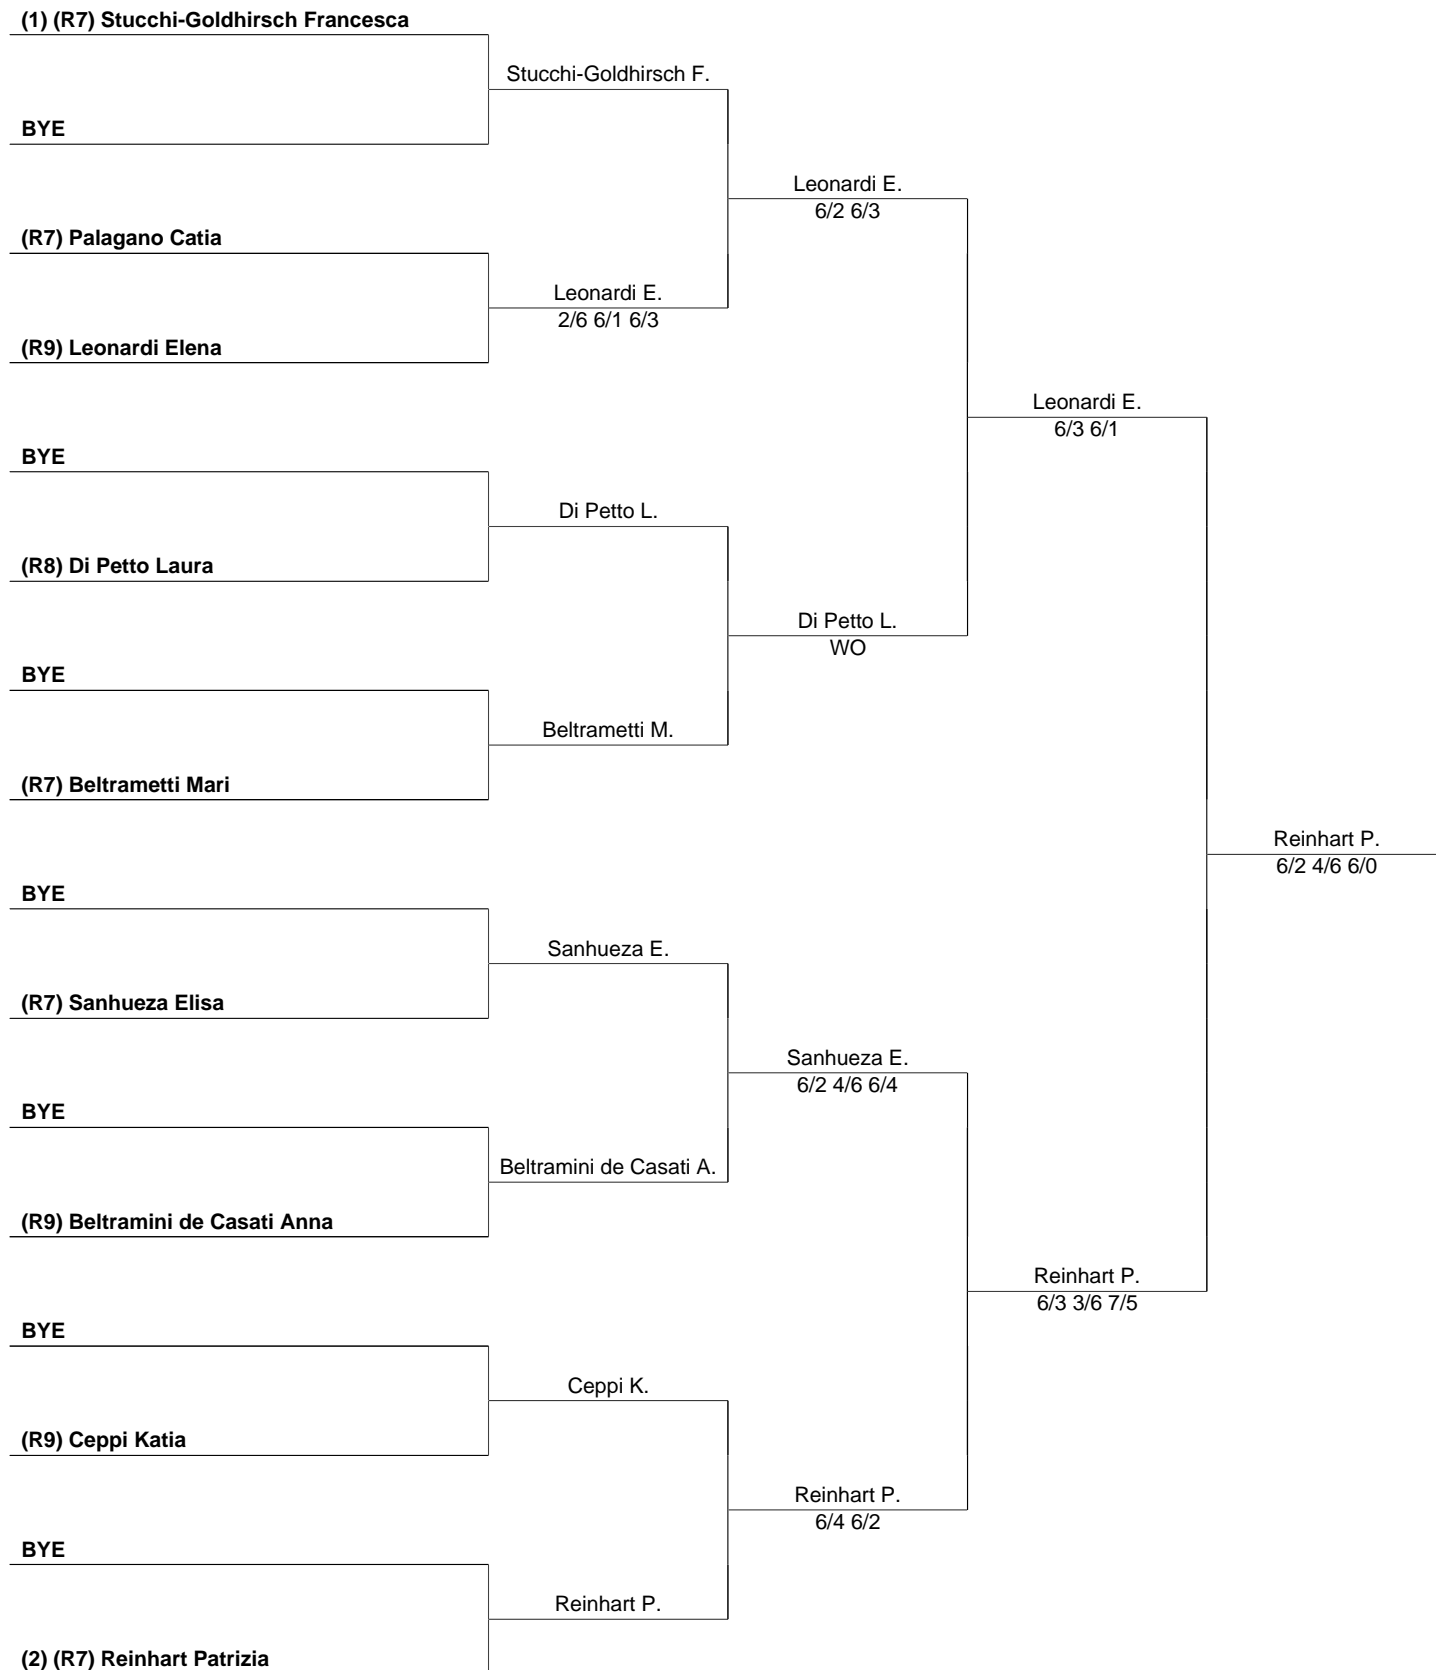 (1) (R7) Stucchi-Goldhirsch Francesca
Stucchi-Goldhirsch F.
BYE
Leonardi E.
6/2 6/3
(R7) Palagano Catia
Leonardi E.
2/6 6/1 6/3
(R9) Leonardi Elena
Leonardi E.
6/3 6/1
BYE
Di Petto L.
(R8) Di Petto Laura
Di Petto L.
WO
BYE
Beltrametti M.
(R7) Beltrametti Mari
Reinhart P.
6/2 4/6 6/0
BYE
Sanhueza E.
(R7) Sanhueza Elisa
Sanhueza E.
6/2 4/6 6/4
BYE
Beltramini de Casati A.
(R9) Beltramini de Casati Anna
Reinhart P.
6/3 3/6 7/5
BYE
Ceppi K.
(R9) Ceppi Katia
Reinhart P.
6/4 6/2
BYE
Reinhart P.
(2) (R7) Reinhart Patrizia